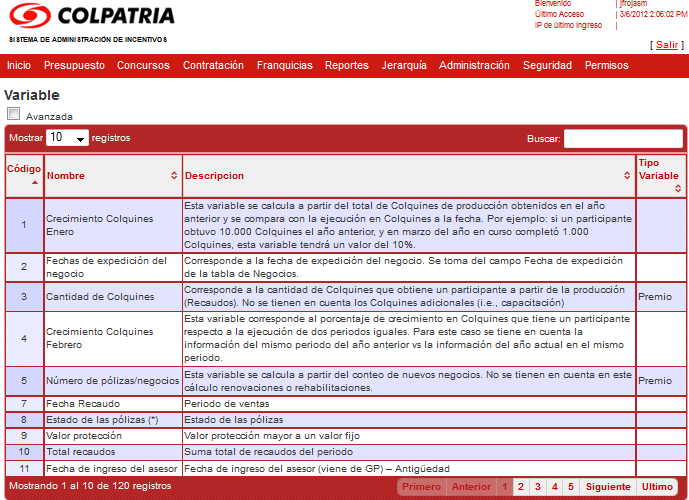 COLPATRIA
SISTEMA DE ADMINISTRACIÓN DE INCENTIVOS
Bienvenido | jfrojasm
Último Acceso | 3/6/2012 2:06:02 PM
IP de último Ingreso |
[ Salir ]
Inicio Presupuesto Concursos Contratación Franquicias Reportes Jerarquía Administración Seguridad Permisos
Variable
Avanzada
Mostrar 10 registros Buscar:
Código Nombre Descripcion Tipo Variable
1 Crecimiento Colquines Enero
Esta variable se calcula a partir del total de Colquines de producción obtenidos en el año
anterior y se compara con la ejecución en Colquines a la fecha. Por ejemplo: si un participante
obtuvo 10.000 Colquines el año anterior, y en marzo del año en curso completó 1.000
Colquines, esta variable tendrá un valor del 10%.
2 Fechas de expedición del negocio
Corresponde a la fecha de expedición del negocio. Se toma del campo Fecha de expedición
de la tabla de Negocios.
3 Cantidad de Colquines
Corresponde a la cantidad de Colquines que obtiene un participante a partir de la producción
(Recaudos). No se tienen en cuenta los Colquines adicionales (i.e., capacitación)
Premio
4 Crecimiento Colquines Febrero
Esta variable corresponde al porcentaje de crecimiento en Colquines que tiene un participante
respecto a la ejecución de dos periodos iguales. Para este caso se tiene en cuenta la
información del mismo periodo del año anterior vs la información del año actual en el mismo
periodo.
5 Número de pólizas/negocios
Esta variable se calcula a partir del conteo de nuevos negocios. No se tienen en cuenta en este
cálculo renovaciones o rehabilitaciones.
Premio
7 Fecha Recaudo Periodo de ventas
8 Estado de las pólizas (*) Estado de las pólizas
9 Valor protección Valor protección mayor a un valor fijo
10 Total recaudos Suma total de recaudos del periodo
11 Fecha de ingreso del asesor Fecha de ingreso del asesor (viene de GP) – Antigüedad
Mostrando 1 al 10 de 120 registros Primero Anterior 1 2 3 4 5 Siguiente Ultimo